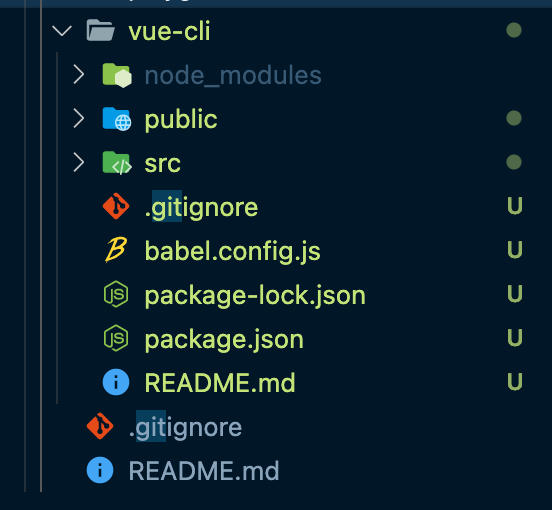 vue-cli
node_modules
public
src
.gitignore U
babel.config.js U
package-lock.json U
package.json U
README.md U
.gitignore
README.md